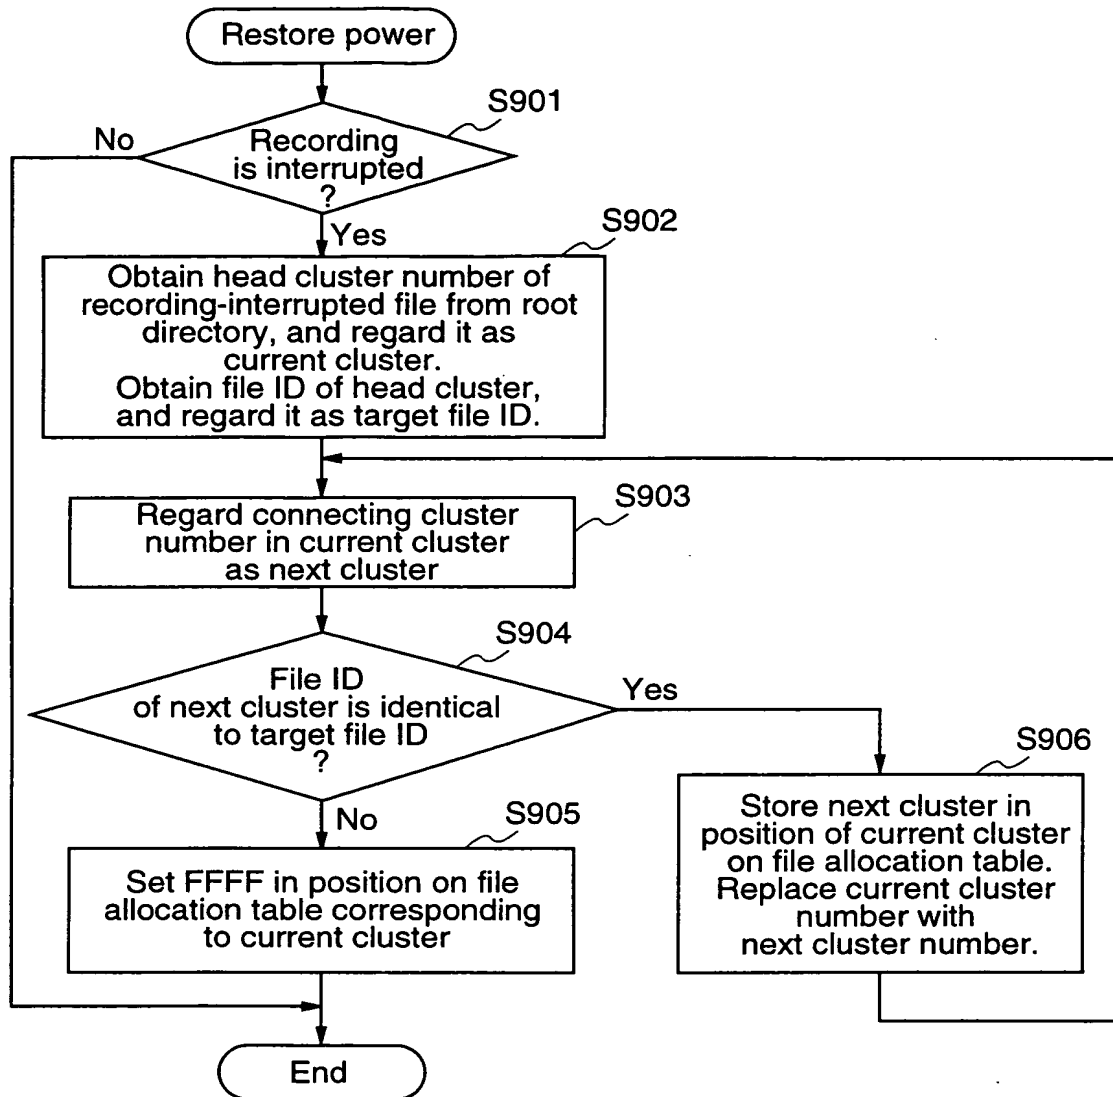 Restore power
S901
No
Recording
is interrupted
?
Yes
S902
Obtain head cluster number of
recording-interrupted file from root
directory, and regard it as
current cluster.
Obtain file ID of head cluster,
and regard it as target file ID.
S903
Regard connecting cluster
number in current cluster
as next cluster
S904
File ID
of next cluster is identical
to target file ID
?
Yes
No
S905
Set FFFF in position on file
allocation table corresponding
to current cluster
S906
Store next cluster in
position of current cluster
on file allocation table.
Replace current cluster
number with
next cluster number.
End